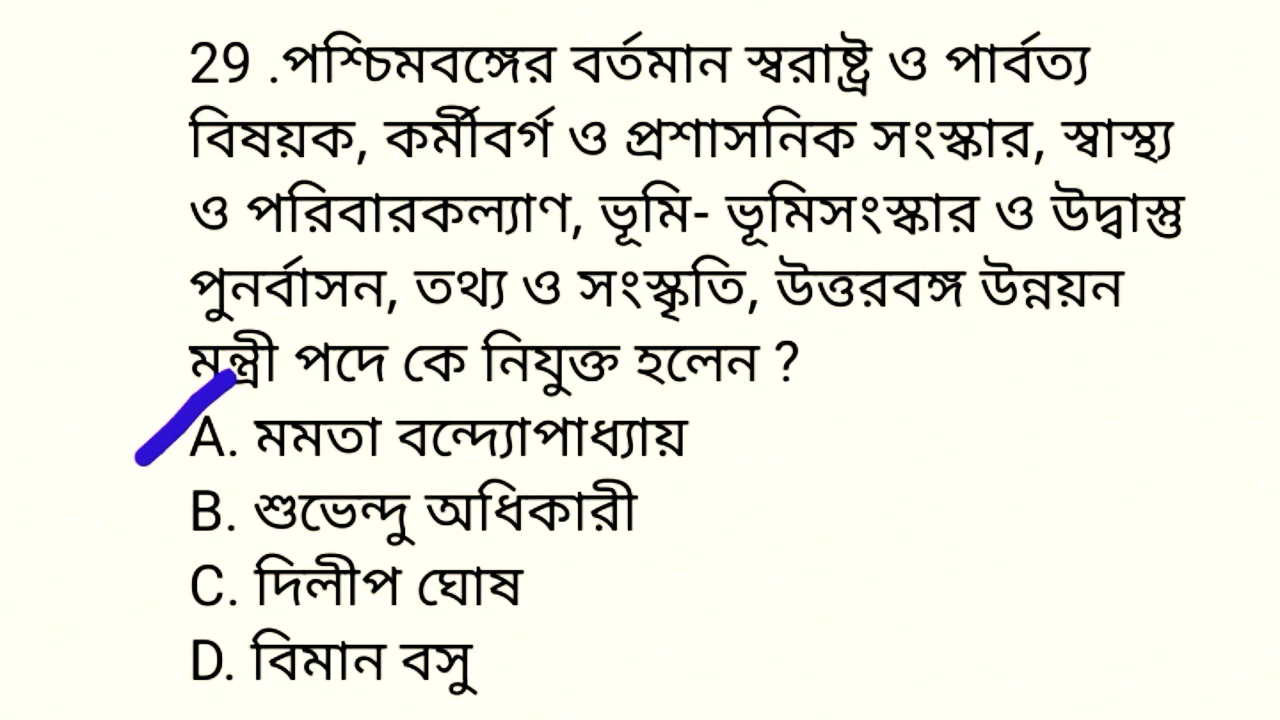 29 .পশ্চিমবঙ্গের বর্তমান স্বরাষ্ট্র ও পার্বত্য
বিষয়ক, কর্মীবর্গ ও প্রশাসনিক সংস্কার, স্বাস্থ্য
ও পরিবারকল্যাণ, ভূমি- ভূমিসংস্কার ও উদ্বাস্তু
পুনর্বাসন, তথ্য ও সংস্কৃতি, উত্তরবঙ্গ উন্নয়ন
মন্ত্রী পদে কে নিযুক্ত হলেন ?
A. মমতা বন্দ্যোপাধ্যায়
B. শুভেন্দু অধিকারী
C. দিলীপ ঘোষ
D. বিমান বসু